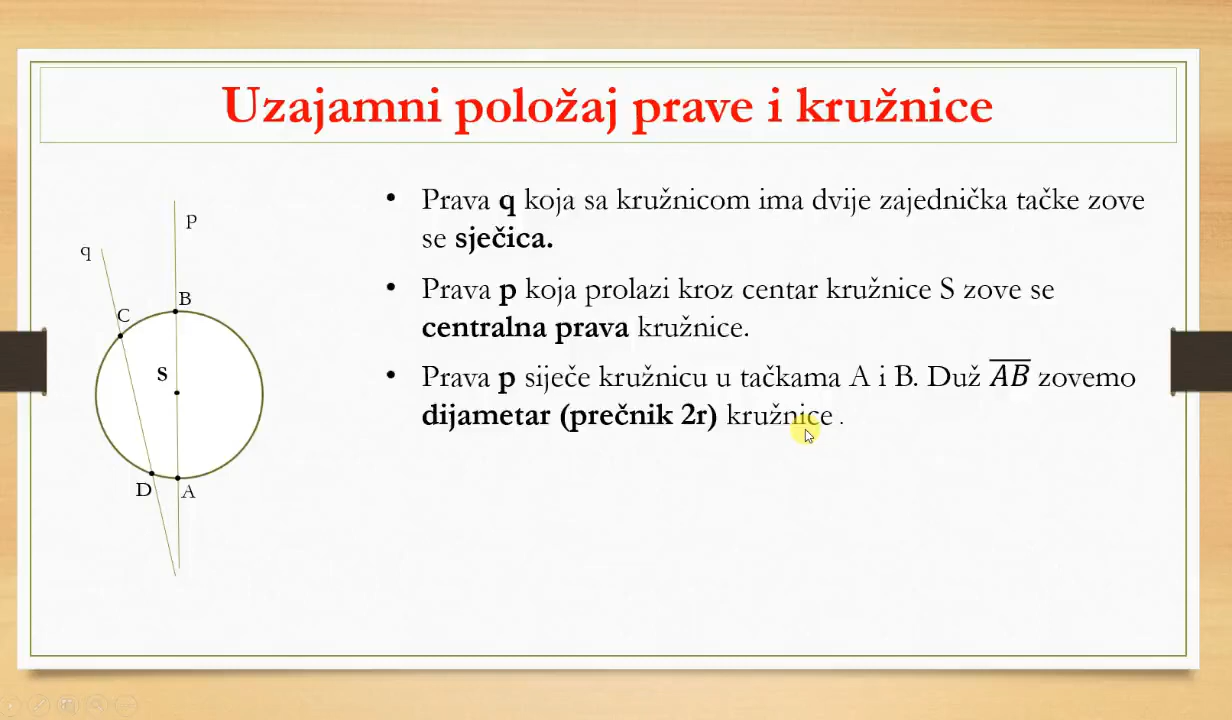 Uzajamni položaj prave i kružnice
p
q
B
C
S
D
A
• Prava q koja sa kružnicom ima dvije zajednička tačke zove
se sječica.
• Prava p koja prolazi kroz centar kružnice S zove se
centralna prava kružnice.
• Prava p siječe kružnicu u tačkama A i B. Duž A̅B̅ zovemo
dijametar (prečnik 2r) kružnice .